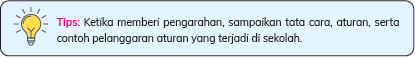 Tips: Ketika memberi pengarahan, sampaikan tata cara, aturan, serta
contoh pelanggaran aturan yang terjadi di sekolah.